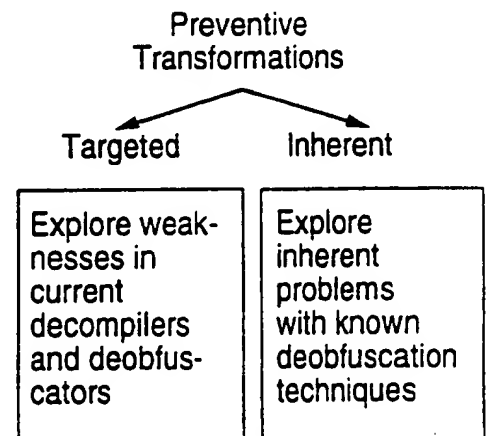 Preventive
Transformations
Targeted
Inherent
Explore weak-
nesses in
current
decompilers
and deobfus-
cators
Explore
inherent
problems
with known
deobfuscation
techniques